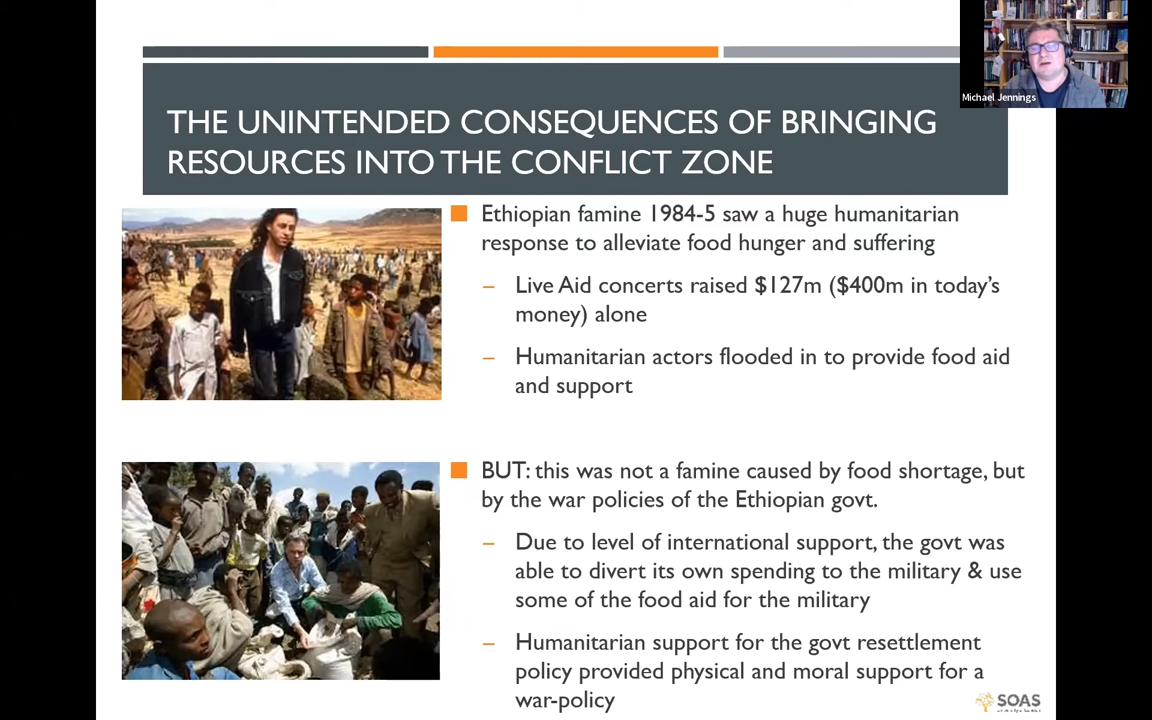 Michael Jennings
THE UNINTENDED CONSEQUENCES OF BRINGING
RESOURCES INTO THE CONFLICT ZONE
Ethiopian famine 1984-5 saw a huge humanitarian
response to alleviate food hunger and suffering
– Live Aid concerts raised $127m ($400m in today's
money) alone
– Humanitarian actors flooded in to provide food aid
and support
BUT: this was not a famine caused by food shortage, but
by the war policies of the Ethiopian govt.
– Due to level of international support, the govt was
able to divert its own spending to the military & use
some of the food aid for the military
– Humanitarian support for the govt resettlement
policy provided physical and moral support for a
war-policy
SOAS